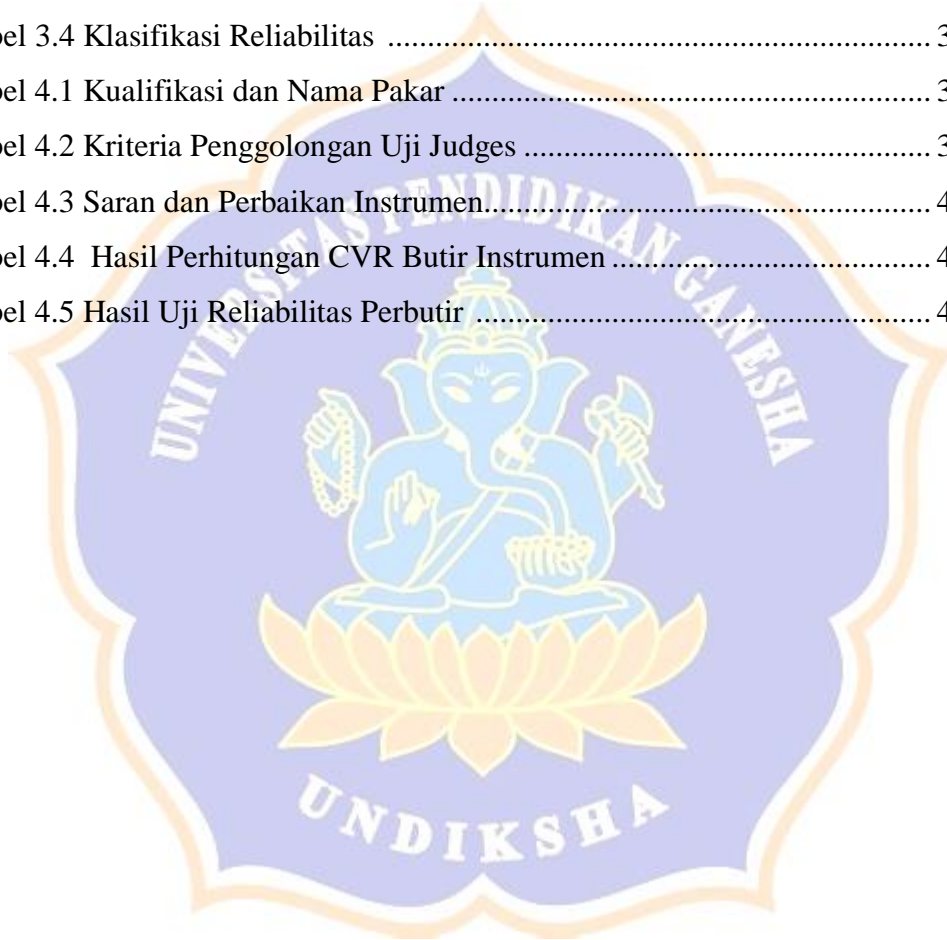 bel 3.4 Klasifikasi Reliabilitas .................................................................. 3
bel 4.1 Kualifikasi dan Nama Pakar .......................................................... 3
bel 4.2 Kriteria Penggolongan Uji Judges ................................................. 3
bel 4.3 Saran dan Perbaikan Instrumen...................................................... 4
bel 4.4 Hasil Perhitungan CVR Butir Instrumen ....................................... 4
bel 4.5 Hasil Uji Reliabilitas Perbutir ....................................................... 4
UNIVERSITAS PENDIDIKAN GANESHA
UNDIKSHA